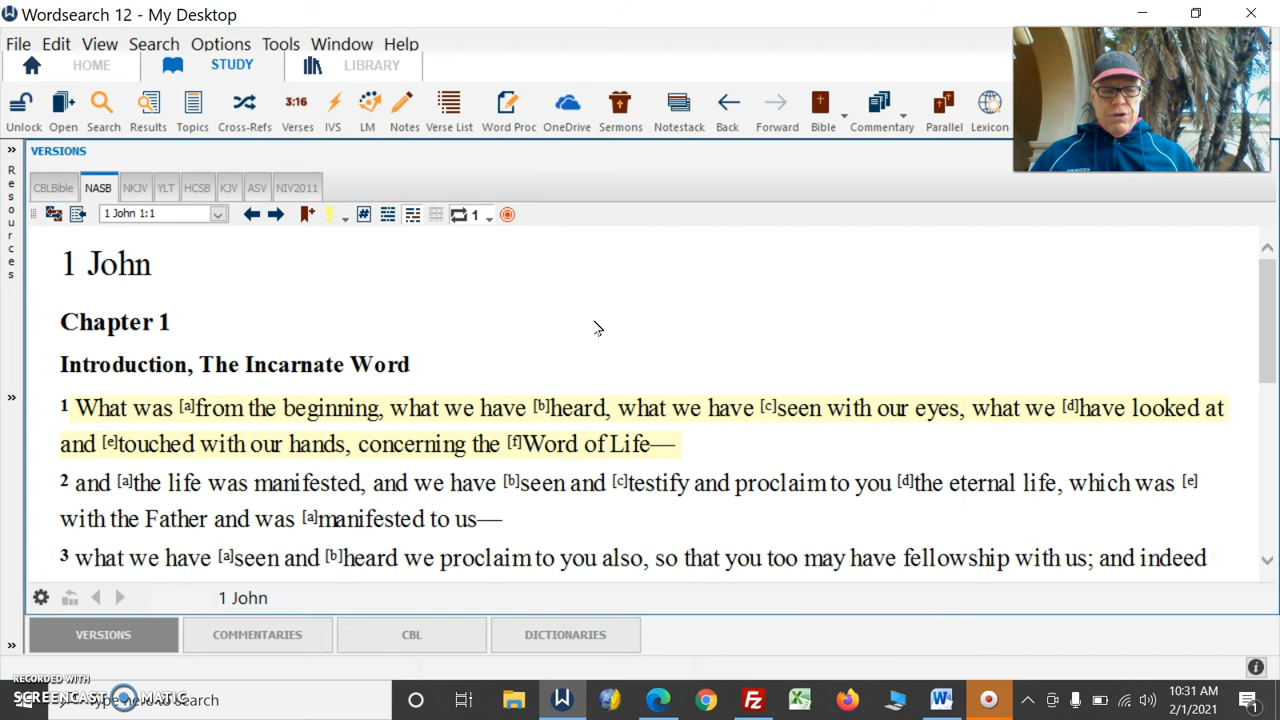 Wordsearch 12 - My Desktop
File Edit View Search Options Tools Window Help
HOME STUDY LIBRARY
3:16
Unlock Open Search Results Topics Cross-Refs Verses IVS LM Notes Verse List Word Proc OneDrive Sermons Notestack Back Forward Bible Commentary Parallel Lexicon
Resources
VERSIONS
CBLBible NASB NKJV YLT HCSB KJV ASV NIV2011
1 John 1:1 # 1
1 John
Chapter 1
Introduction, The Incarnate Word
1 What was [a]from the beginning, what we have [b]heard, what we have [c]seen with our eyes, what we [d]have looked at
and [e]touched with our hands, concerning the [f]Word of Life—
2 and [a]the life was manifested, and we have [b]seen and [c]testify and proclaim to you [d]the eternal life, which was [e]
with the Father and was [a]manifested to us—
3 what we have [a]seen and [b]heard we proclaim to you also, so that you too may have fellowship with us; and indeed
1 John
VERSIONS COMMENTARIES CBL DICTIONARIES
RECORDED WITH
SCREENCAST-O-MATIC
Type here to search
10:31 AM
2/1/2021
1